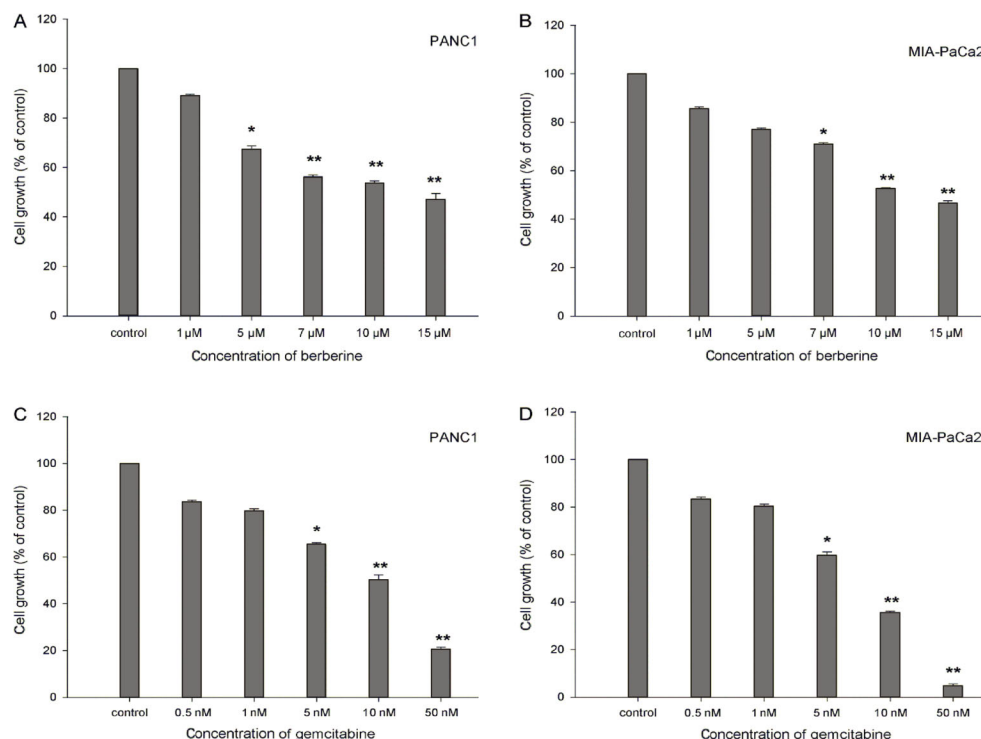 A
PANC1
Cell growth (% of control)
120
100
80
60
40
20
0
*
**
**
**
control 1 µM 5 µM 7 µM 10 µM 15 µM
Concentration of berberine
B
MIA-PaCa2
Cell growth (% of control)
120
100
80
60
40
20
0
*
**
**
control 1 µM 5 µM 7 µM 10 µM 15 µM
Concentration of berberine
C
PANC1
Cell growth (% of control)
120
100
80
60
40
20
0
*
**
**
control 0.5 nM 1 nM 5 nM 10 nM 50 nM
Concentration of gemcitabine
D
MIA-PaCa2
Cell growth (% of control)
120
100
80
60
40
20
0
*
**
**
control 0.5 nM 1 nM 5 nM 10 nM 50 nM
Concentration of gemcitabine